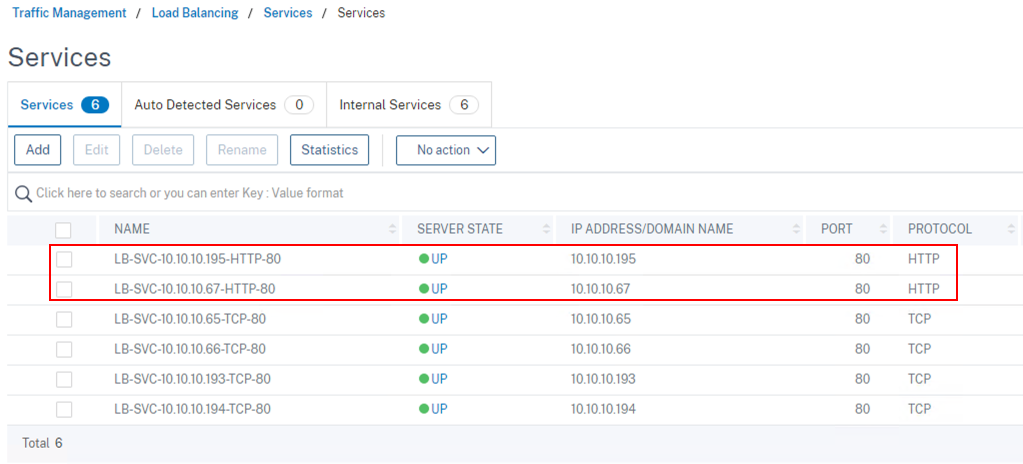 Traffic Management / Load Balancing / Services / Services
Services
Services 6 Auto Detected Services 0 Internal Services 6
Add Edit Delete Rename Statistics No action
Click here to search or you can enter Key : Value format
NAME SERVER STATE IP ADDRESS/DOMAIN NAME PORT PROTOCOL
LB-SVC-10.10.10.195-HTTP-80 UP 10.10.10.195 80 HTTP
LB-SVC-10.10.10.67-HTTP-80 UP 10.10.10.67 80 HTTP
LB-SVC-10.10.10.65-TCP-80 UP 10.10.10.65 80 TCP
LB-SVC-10.10.10.66-TCP-80 UP 10.10.10.66 80 TCP
LB-SVC-10.10.10.193-TCP-80 UP 10.10.10.193 80 TCP
LB-SVC-10.10.10.194-TCP-80 UP 10.10.10.194 80 TCP
Total 6